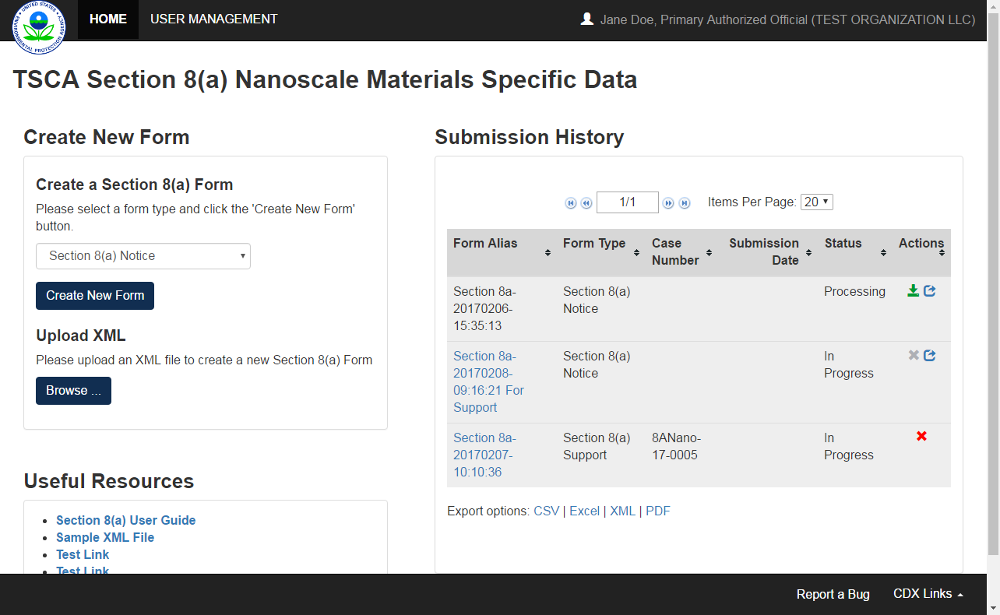 UNITED STATES
ENVIRONMENTAL PROTECTION AGENCY
HOME
USER MANAGEMENT
Jane Doe, Primary Authorized Official (TEST ORGANIZATION LLC)
TSCA Section 8(a) Nanoscale Materials Specific Data
Create New Form
Create a Section 8(a) Form
Please select a form type and click the 'Create New Form'
button.
Section 8(a) Notice
Create New Form
Upload XML
Please upload an XML file to create a new Section 8(a) Form
Browse ...
Useful Resources
Section 8(a) User Guide
Sample XML File
Test Link
Test Link
Submission History
1/1
Items Per Page: 20
Form Alias
Form Type
Case
Number
Submission
Date
Status
Actions
Section 8a-
20170206-
15:35:13
Section 8(a)
Notice
Processing
Section 8a-
20170208-
09:16:21 For
Support
Section 8(a)
Notice
In
Progress
Section 8a-
20170207-
10:10:36
Section 8(a)
Support
8ANano-
17-0005
In
Progress
Export options: CSV | Excel | XML | PDF
Report a Bug
CDX Links